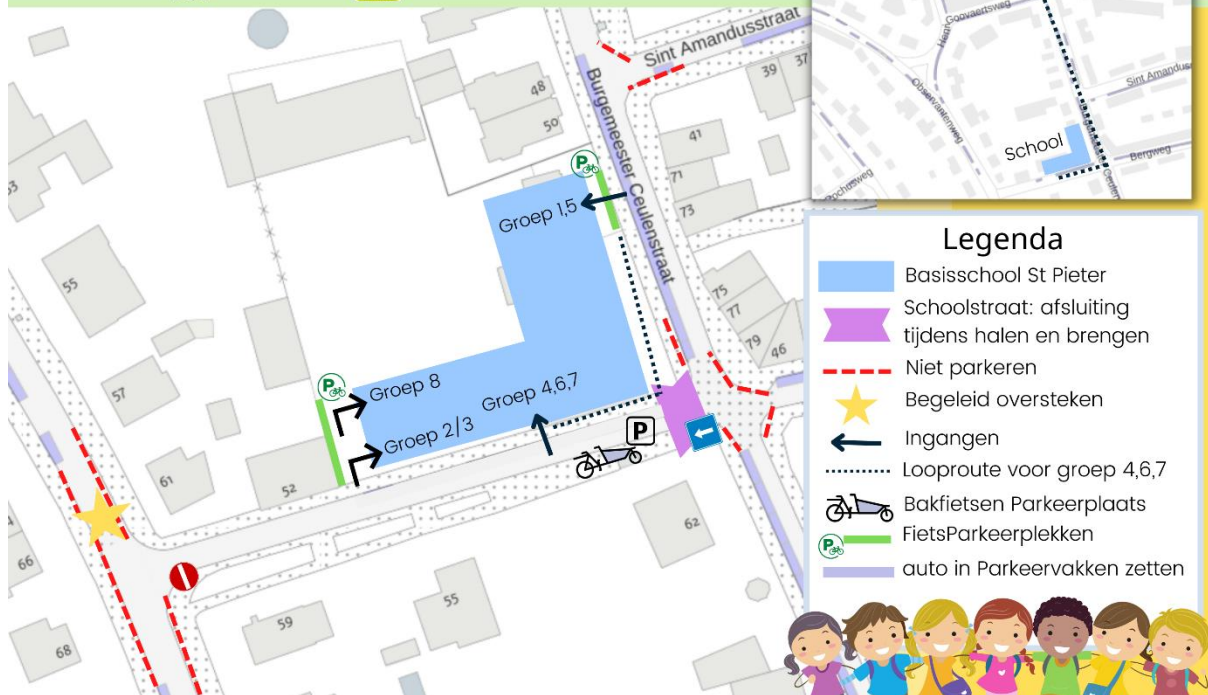 Sint Amandusstraat
Burgemeester Ceulenstraat
39
37
48
50
41
71
73
75
77
79
46
53
55
57
61
52
66
68
59
55
62
P
Groep 1,5
P
Groep 8
Groep 4,6,7
Groep 2/3
P
Goovaertsweg
Observantenweg
Sint Amandus
School
Bergweg
Ceulen
Legenda
Basisschool St Pieter
Schoolstraat: afsluiting
tijdens halen en brengen
Niet parkeren
Begeleid oversteken
Ingangen
Looproute voor groep 4,6,7
Bakfietsen Parkeerplaats
P
FietsParkeerplekken
auto in Parkeervakken zetten